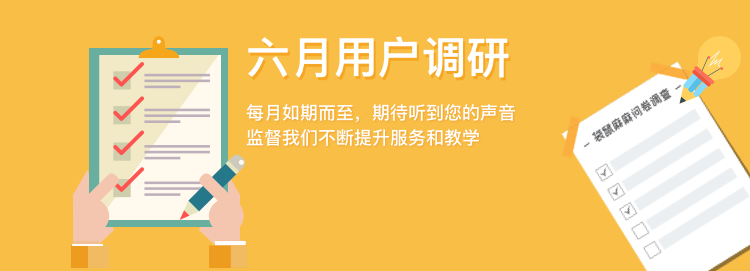 六月用户调研
每月如期而至，期待听到您的声音
监督我们不断提升服务和教学
— 袋鼠麻麻问卷调查 —